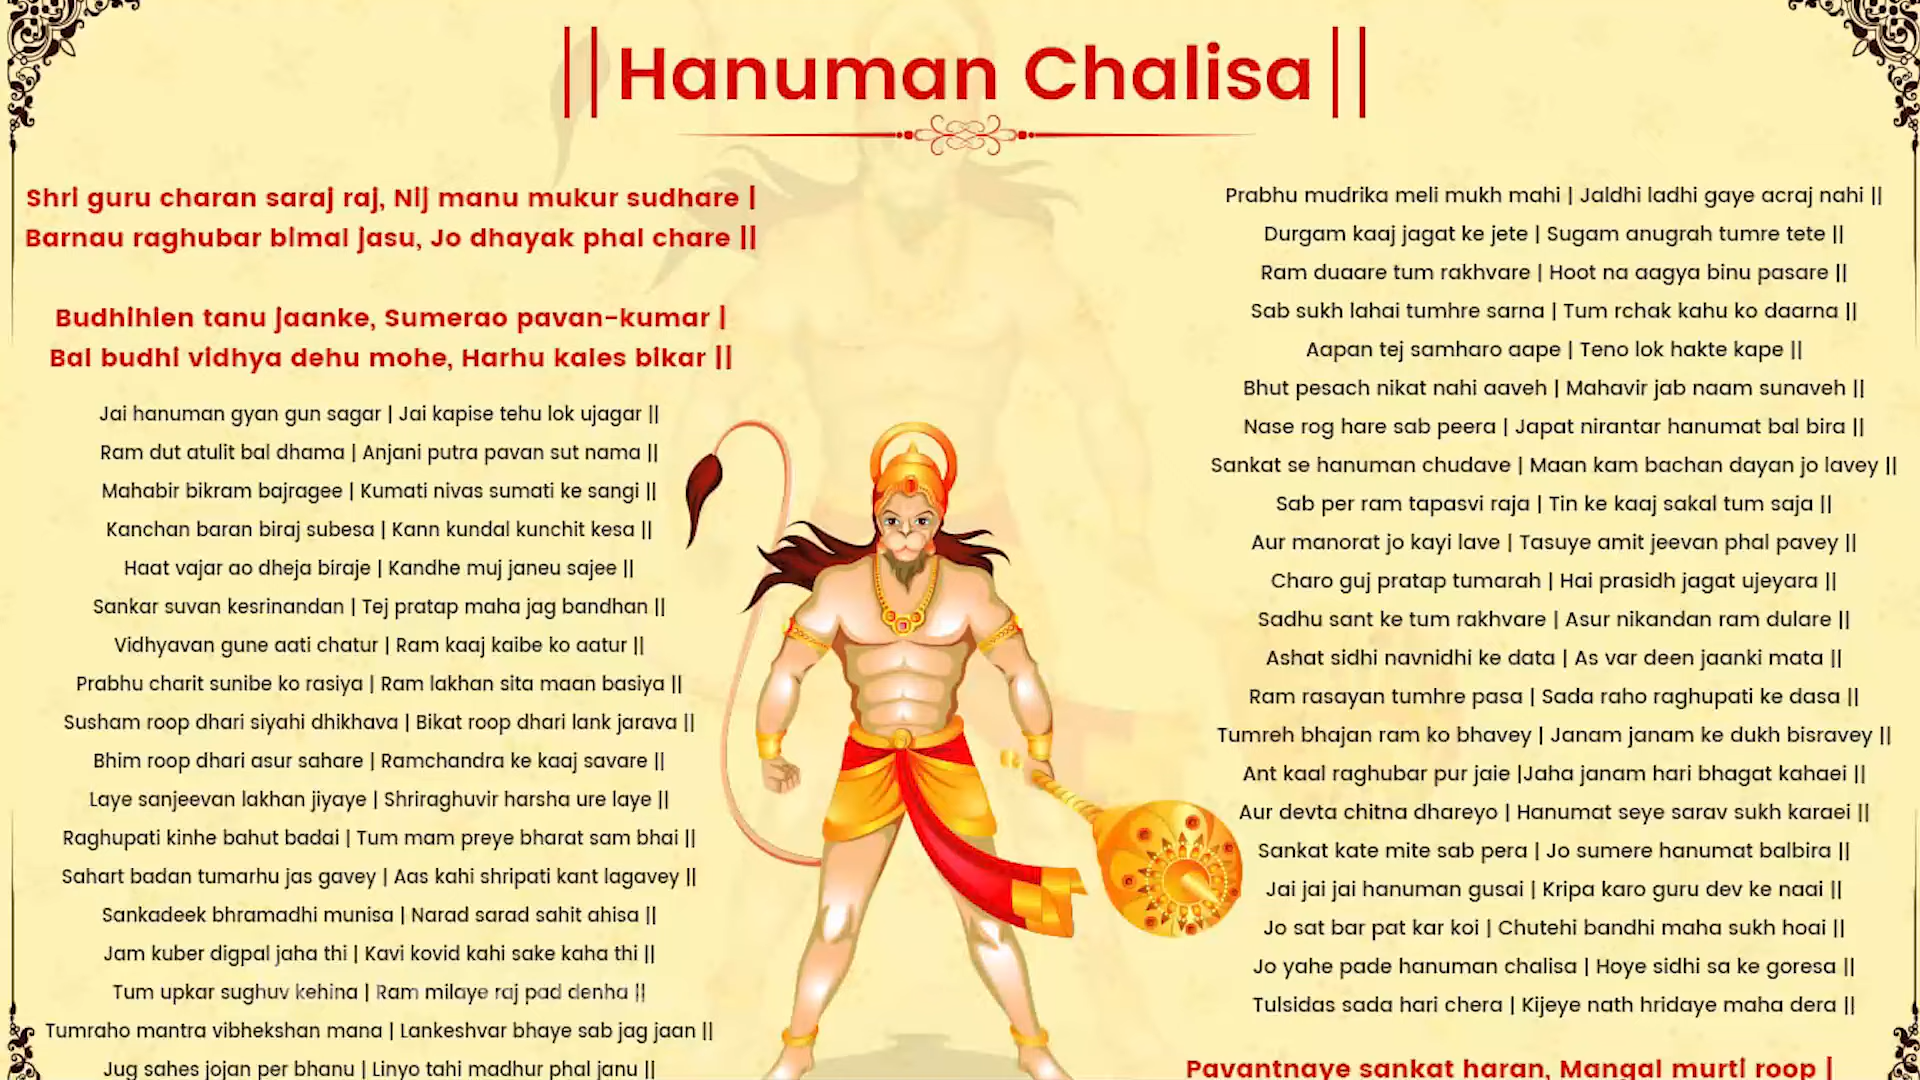 ||Hanuman Chalisa||
Shri guru charan saraj raj, Nij manu mukur sudhare |
Barnau raghubar bimal jasu, Jo dhayak phal chare ||
Budhihien tanu jaanke, Sumerao pavan-kumar |
Bal budhi vidhya dehu mohe, Harhu kales bikar ||
Jai hanuman gyan gun sagar | Jai kapise tehu lok ujagar ||
Ram dut atulit bal dhama | Anjani putra pavan sut nama ||
Mahabir bikram bajragee | Kumati nivas sumati ke sangi ||
Kanchan baran biraj subesa | Kann kundal kunchit kesa ||
Haat vajar ao dheja biraje | Kandhe muj janeu sajee ||
Sankar suvan kesrinandan | Tej pratap maha jag bandhan ||
Vidhyavan gune aati chatur | Ram kaaj kaibe ko aatur ||
Prabhu charit sunibe ko rasiya | Ram lakhan sita maan basiya ||
Susham roop dhari siyahi dhikhava | Bikat roop dhari lank jarava ||
Bhim roop dhari asur sahare | Ramchandra ke kaaj savare ||
Laye sanjeevan lakhan jiyaye | Shriraghuvir harsha ure laye ||
Raghupati kinhe bahut badai | Tum mam preye bharat sam bhai ||
Sahart badan tumarhu jas gavey | Aas kahi shripati kant lagavey ||
Sankadeek bhramadhi munisa | Narad sarad sahit ahisa ||
Jam kuber digpal jaha thi | Kavi kovid kahi sake kaha thi ||
Tum upkar sughuv kehina | Ram milaye raj pad denha ||
Tumraho mantra vibhekshan mana | Lankeshvar bhaye sab jag jaan ||
Jug sahes jojan per bhanu | Linyo tahi madhur phal janu ||
Prabhu mudrika meli mukh mahi | Jaldhi ladhi gaye acraj nahi ||
Durgam kaaj jagat ke jete | Sugam anugrah tumre tete ||
Ram duaare tum rakhvare | Hoot na aagya binu pasare ||
Sab sukh lahai tumhre sarna | Tum rchak kahu ko daarna ||
Aapan tej samharo aape | Teno lok hakte kape ||
Bhut pesach nikat nahi aaveh | Mahavir jab naam sunaveh ||
Nase rog hare sab peera | Japat nirantar hanumat bal bira ||
Sankat se hanuman chudave | Maan kam bachan dayan jo lavey ||
Sab per ram tapasvi raja | Tin ke kaaj sakal tum saja ||
Aur manorat jo kayi lave | Tasuye amit jeevan phal pavey ||
Charo guj pratap tumarah | Hai prasidh jagat ujeyara ||
Sadhu sant ke tum rakhvare | Asur nikandan ram dulare ||
Ashat sidhi navnidhi ke data | As var deen jaanki mata ||
Ram rasayan tumhre pasa | Sada raho raghupati ke dasa ||
Tumreh bhajan ram ko bhavey | Janam janam ke dukh bisravey ||
Ant kaal raghubar pur jaie |Jaha janam hari bhagat kahaei ||
Aur devta chitna dhareyo | Hanumat seye sarav sukh karaei ||
Sankat kate mite sab pera | Jo sumere hanumat balbira ||
Jai jai jai hanuman gusai | Kripa karo guru dev ke naai ||
Jo sat bar pat kar koi | Chutehi bandhi maha sukh hoai ||
Jo yahe pade hanuman chalisa | Hoye sidhi sa ke goresa ||
Tulsidas sada hari chera | Kijeye nath hridaye maha dera ||
Pavantnaye sankat haran, Mangal murti roop |